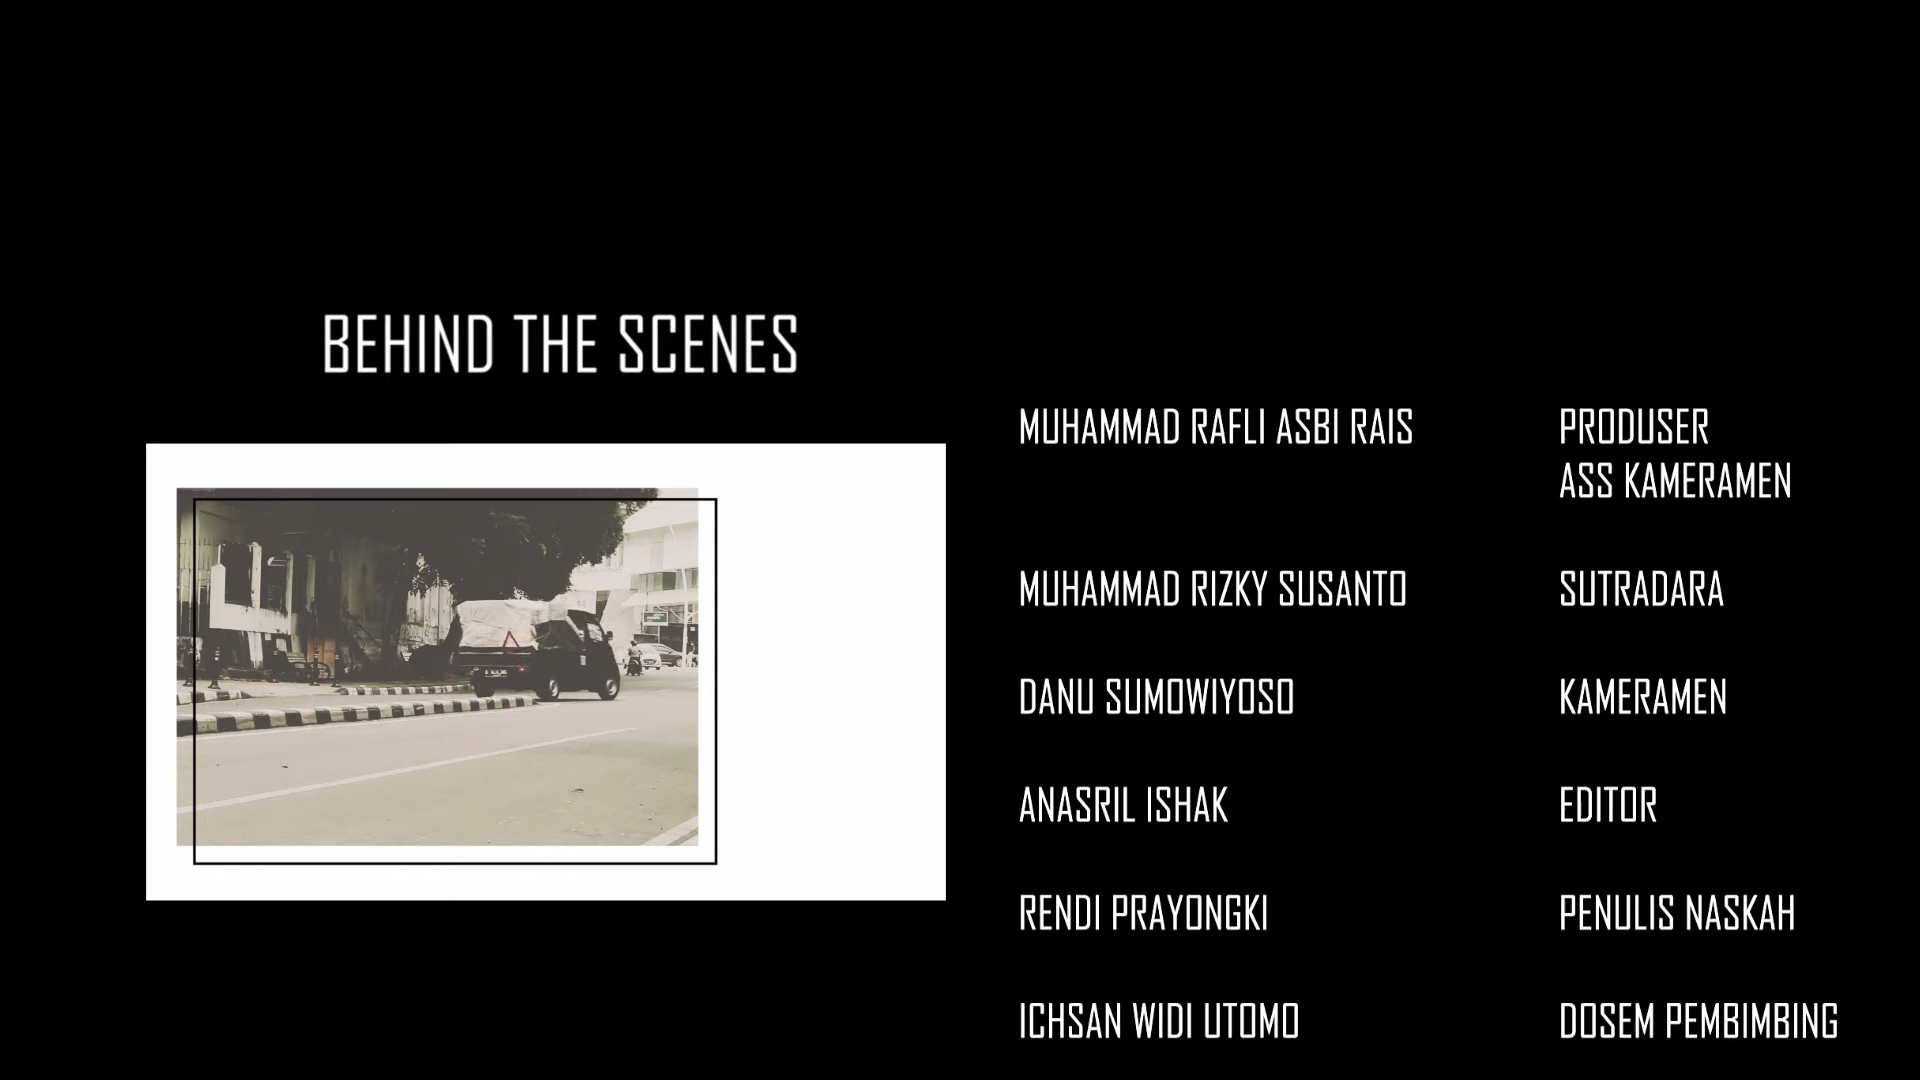 BEHIND THE SCENES
MUHAMMAD RAFLI ASBI RAIS PRODUSER
ASS KAMERAMEN
MUHAMMAD RIZKY SUSANTO SUTRADARA
DANU SUMOWIYOSO KAMERAMEN
ANASRIL ISHAK EDITOR
RENDI PRAYONGKI PENULIS NASKAH
ICHSAN WIDI UTOMO DOSEM PEMBIMBING